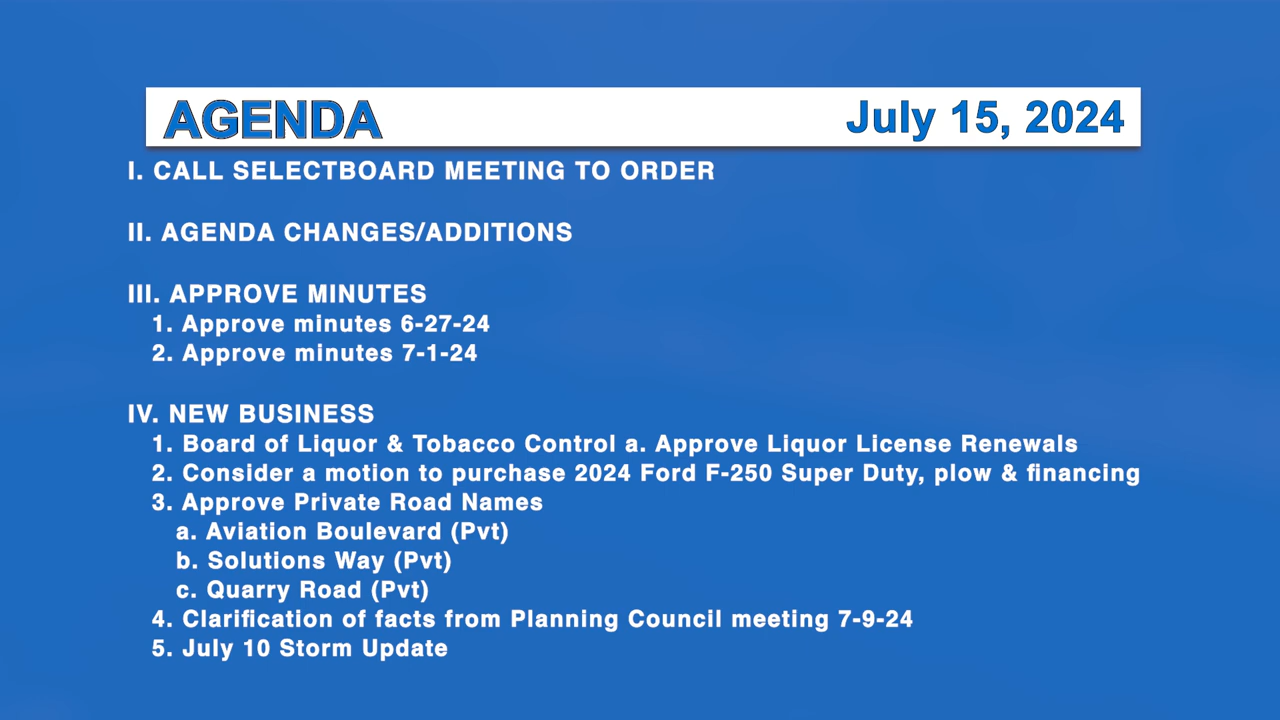 AGENDA July 15, 2024
I. CALL SELECTBOARD MEETING TO ORDER
II. AGENDA CHANGES/ADDITIONS
III. APPROVE MINUTES
1. Approve minutes 6-27-24
2. Approve minutes 7-1-24
IV. NEW BUSINESS
1. Board of Liquor & Tobacco Control a. Approve Liquor License Renewals
2. Consider a motion to purchase 2024 Ford F-250 Super Duty, plow & financing
3. Approve Private Road Names
a. Aviation Boulevard (Pvt)
b. Solutions Way (Pvt)
c. Quarry Road (Pvt)
4. Clarification of facts from Planning Council meeting 7-9-24
5. July 10 Storm Update